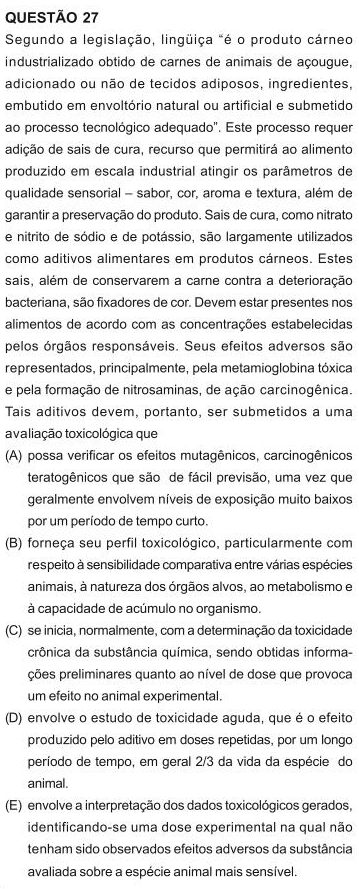 QUESTÃO 27
Segundo a legislação, lingüiça “é o produto cárneo
industrializado obtido de carnes de animais de açougue,
adicionado ou não de tecidos adiposos, ingredientes,
embutido em envoltório natural ou artificial e submetido
ao processo tecnológico adequado”. Este processo requer
adição de sais de cura, recurso que permitirá ao alimento
produzido em escala industrial atingir os parâmetros de
qualidade sensorial – sabor, cor, aroma e textura, além de
garantir a preservação do produto. Sais de cura, como nitrato
e nitrito de sódio e de potássio, são largamente utilizados
como aditivos alimentares em produtos cárneos. Estes
sais, além de conservarem a carne contra a deterioração
bacteriana, são fixadores de cor. Devem estar presentes nos
alimentos de acordo com as concentrações estabelecidas
pelos órgãos responsáveis. Seus efeitos adversos são
representados, principalmente, pela metamioglobina tóxica
e pela formação de nitrosaminas, de ação carcinogênica.
Tais aditivos devem, portanto, ser submetidos a uma
avaliação toxicológica que
(A) possa verificar os efeitos mutagênicos, carcinogênicos
teratogênicos que são de fácil previsão, uma vez que
geralmente envolvem níveis de exposição muito baixos
por um período de tempo curto.
(B) forneça seu perfil toxicológico, particularmente com
respeito à sensibilidade comparativa entre várias espécies
animais, à natureza dos órgãos alvos, ao metabolismo e
à capacidade de acúmulo no organismo.
(C) se inicia, normalmente, com a determinação da toxicidade
crônica da substância química, sendo obtidas informa-
ções preliminares quanto ao nível de dose que provoca
um efeito no animal experimental.
(D) envolve o estudo de toxicidade aguda, que é o efeito
produzido pelo aditivo em doses repetidas, por um longo
período de tempo, em geral 2/3 da vida da espécie do
animal.
(E) envolve a interpretação dos dados toxicológicos gerados,
identificando-se uma dose experimental na qual não
tenham sido observados efeitos adversos da substância
avaliada sobre a espécie animal mais sensível.